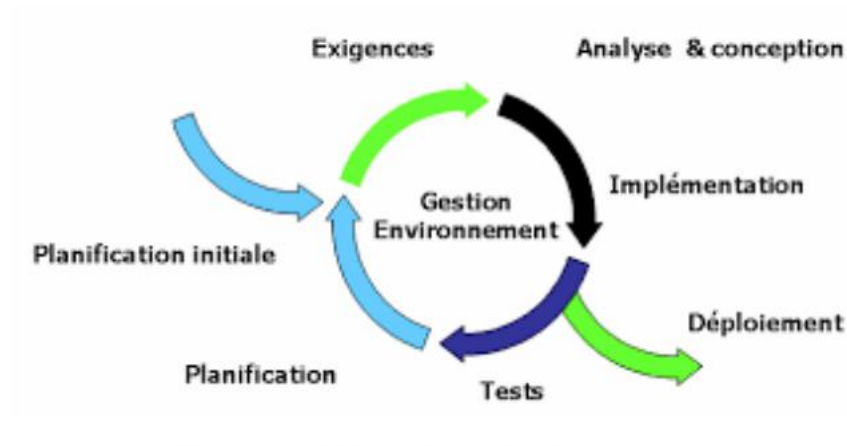 Exigences
Analyse & conception
Implémentation
Gestion
Environnement
Planification initiale
Déploiement
Planification
Tests